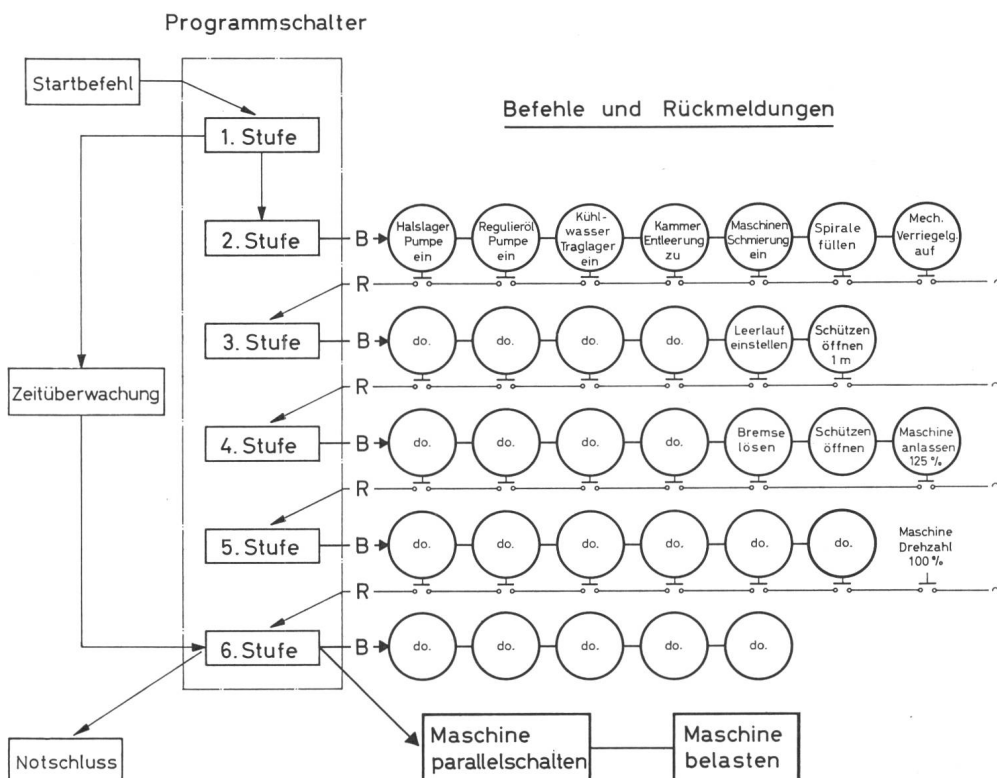 Programmschalter
Startbefehl
Befehle und Rückmeldungen
1. Stufe
2. Stufe
B
Halslager
Pumpe
ein
Regulieröl
Pumpe
ein
Kühl-
wasser
Traglager
ein
Kammer
Entleerung
zu
Maschinen
Schmierung
ein
Spirale
füllen
Mech.
Verriegelg.
auf
R
3. Stufe
B
do.
do.
do.
do.
Leerlauf
einstellen
Schützen
öffnen
1 m
Zeitüberwachung
R
4. Stufe
B
do.
do.
do.
do.
Bremse
lösen
Schützen
öffnen
Maschine
anlassen
125 %
R
5. Stufe
B
do.
do.
do.
do.
do.
do.
Maschine
Drehzahl
100 %
R
6. Stufe
B
do.
do.
do.
do.
do.
Notschluss
Maschine
parallelschalten
Maschine
belasten